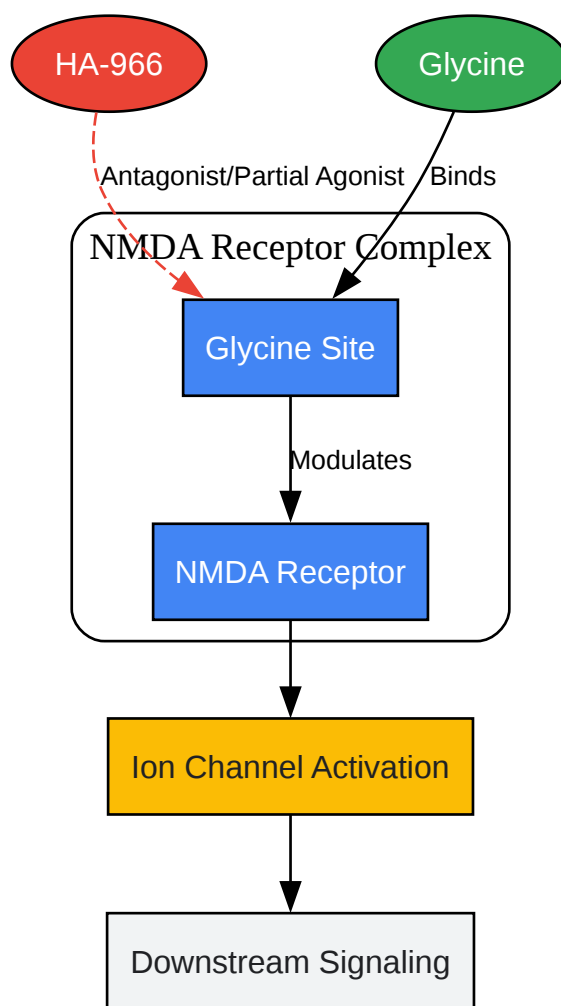 HA-966
Glycine
Antagonist/Partial Agonist
Binds
NMDA Receptor Complex
Glycine Site
Modulates
NMDA Receptor
Ion Channel Activation
Downstream Signaling